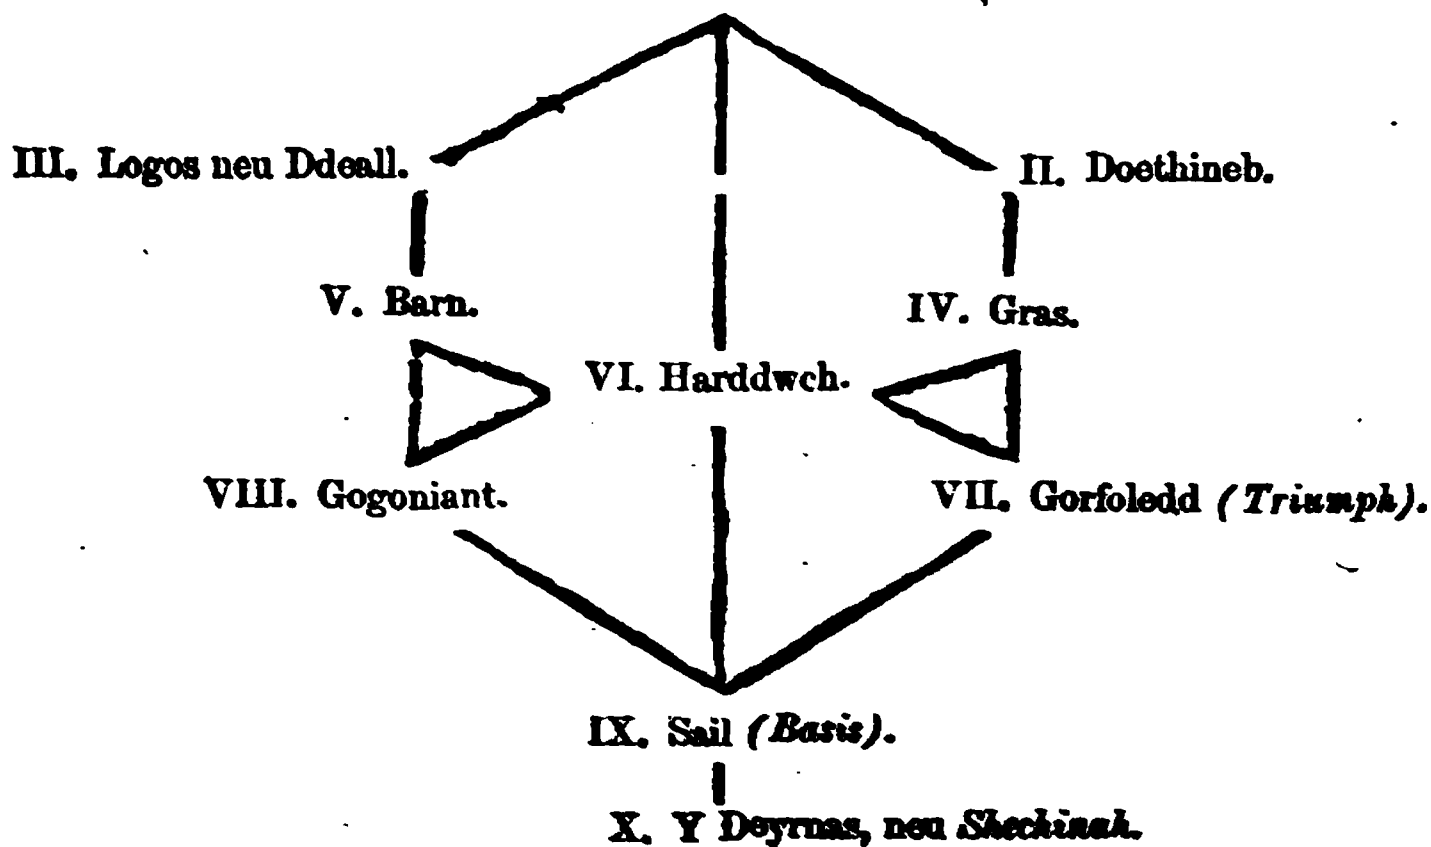 III. Logos neu Ddeall.
II. Doethineb.
V. Barn.
IV. Gras.
VI. Harddwch.
VIII. Gogoniant.
VII. Gorfoledd (Triumph).
IX. Sail (Basis).
X. Y Deyrnas, neu Shechinah.